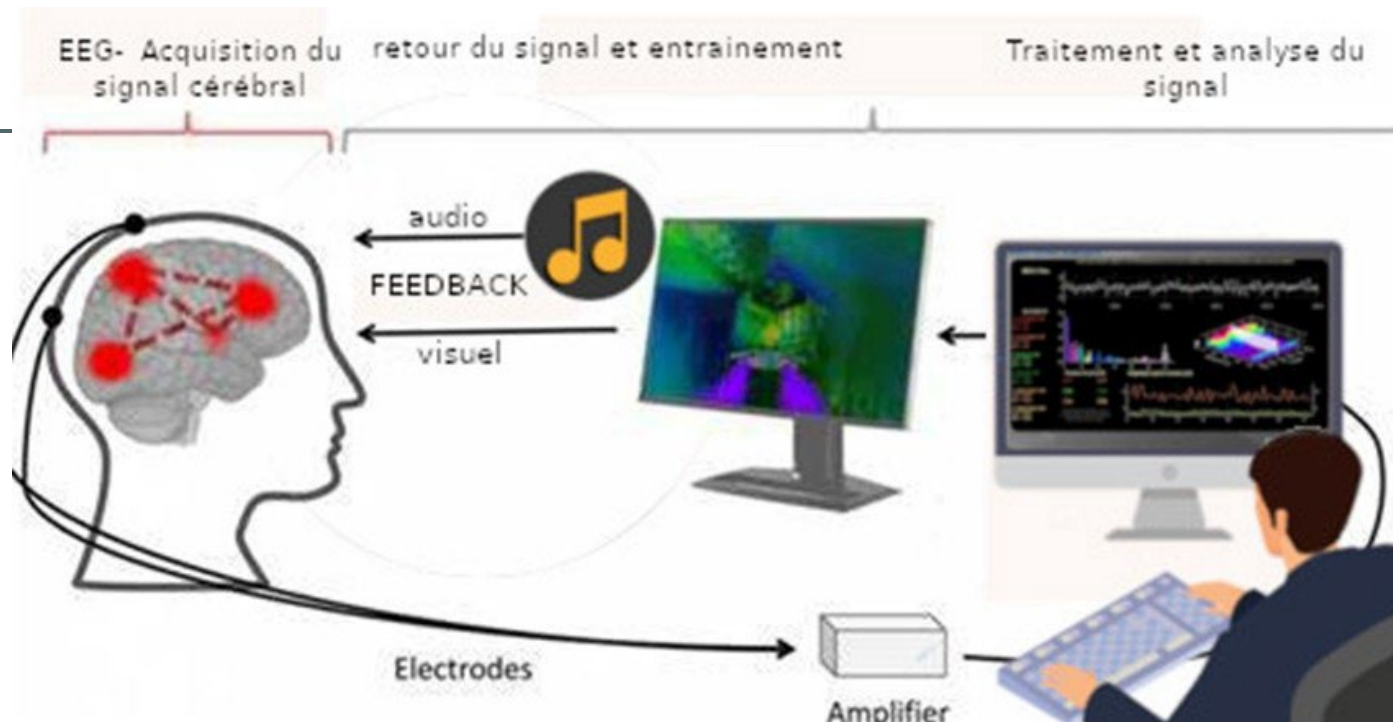 EEG- Acquisition du
signal cérébral
retour du signal et entrainement
Traitement et analyse du
signal
audio
FEEDBACK
visuel
Electrodes
Amplifier